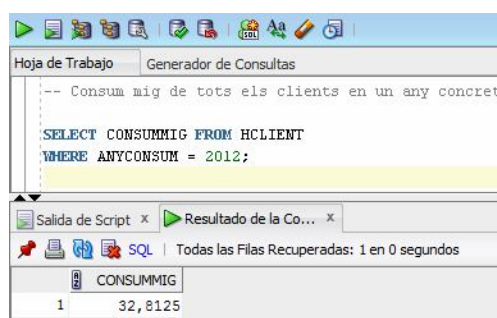 SQL
Aa
Hoja de Trabajo Generador de Consultas
-- Consum mig de tots els clients en un any concret
SELECT CONSUMMIG FROM HCLIENT
WHERE ANYCONSUM = 2012;
Salida de Script x Resultado de la Co... x
SQL | Todas las Filas Recuperadas: 1 en 0 segundos
A Z CONSUMMIG
1 32,8125